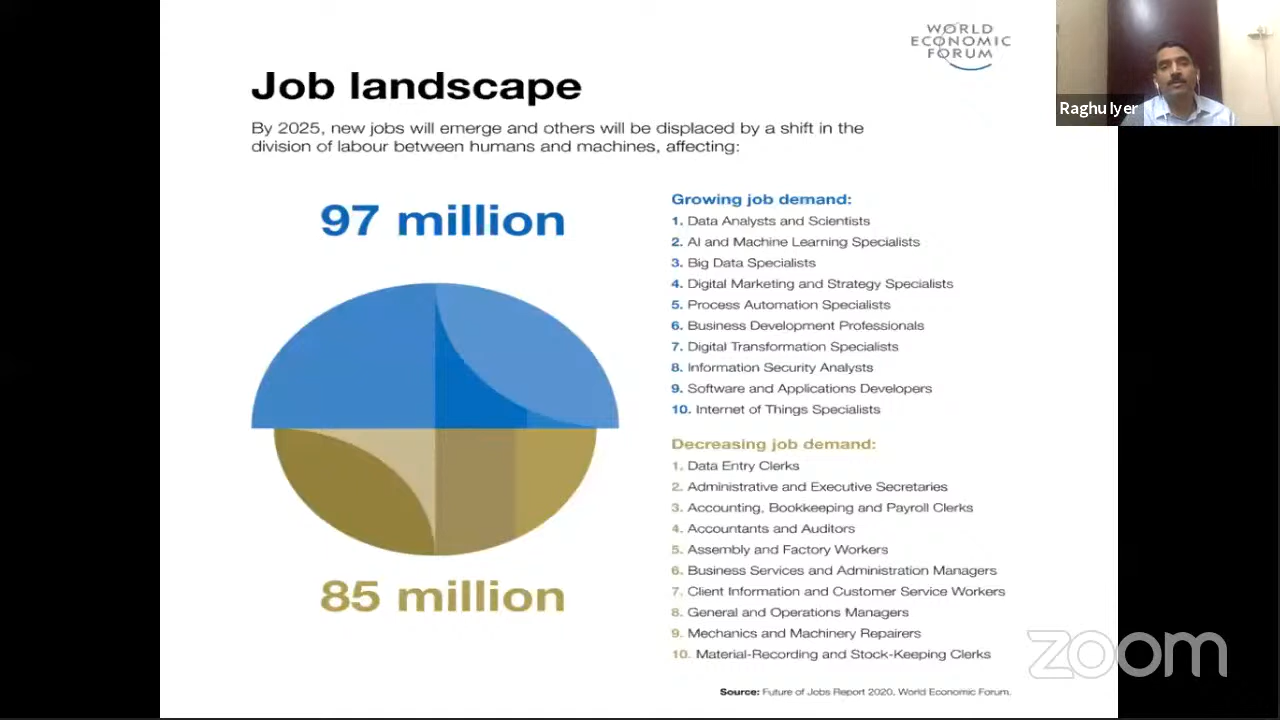 WORLD
ECONOMIC
FORUM
Raghu Iyer
Job landscape
By 2025, new jobs will emerge and others will be displaced by a shift in the
division of labour between humans and machines, affecting:
97 million
85 million
Growing job demand:
1. Data Analysts and Scientists
2. AI and Machine Learning Specialists
3. Big Data Specialists
4. Digital Marketing and Strategy Specialists
5. Process Automation Specialists
6. Business Development Professionals
7. Digital Transformation Specialists
8. Information Security Analysts
9. Software and Applications Developers
10. Internet of Things Specialists
Decreasing job demand:
1. Data Entry Clerks
2. Administrative and Executive Secretaries
3. Accounting, Bookkeeping and Payroll Clerks
4. Accountants and Auditors
5. Assembly and Factory Workers
6. Business Services and Administration Managers
7. Client Information and Customer Service Workers
8. General and Operations Managers
9. Mechanics and Machinery Repairers
10. Material-Recording and Stock-Keeping Clerks
zoom
Source: Future of Jobs Report 2020, World Economic Forum.